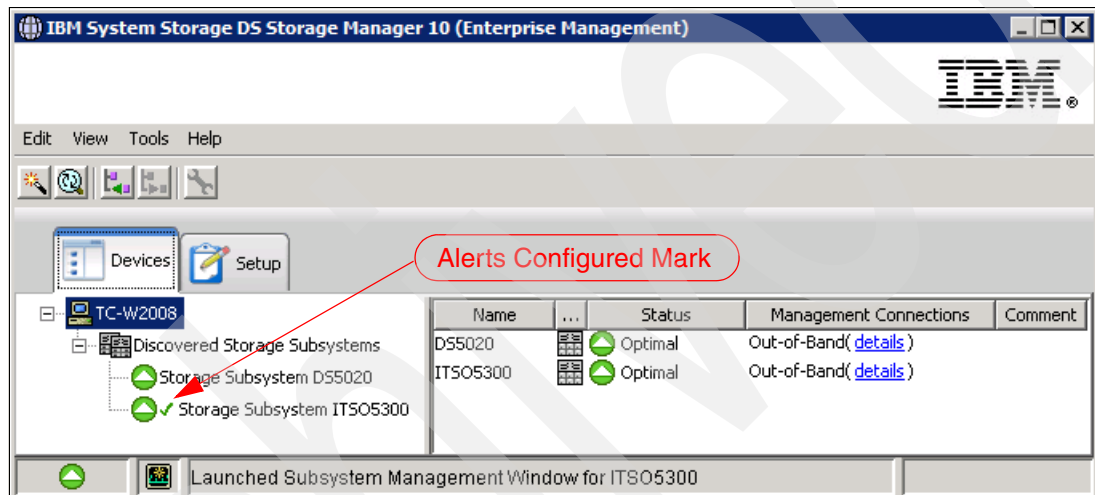 IBM System Storage DS Storage Manager 10 (Enterprise Management)
IBM®
Edit View Tools Help
Devices Setup
Alerts Configured Mark
TC-W2008
Discovered Storage Subsystems
Storage Subsystem DS5020
Storage Subsystem ITSO5300
Name ... Status Management Connections Comment
DS5020 Optimal Out-of-Band( details )
ITSO5300 Optimal Out-of-Band( details )
Launched Subsystem Management Window for ITSO5300